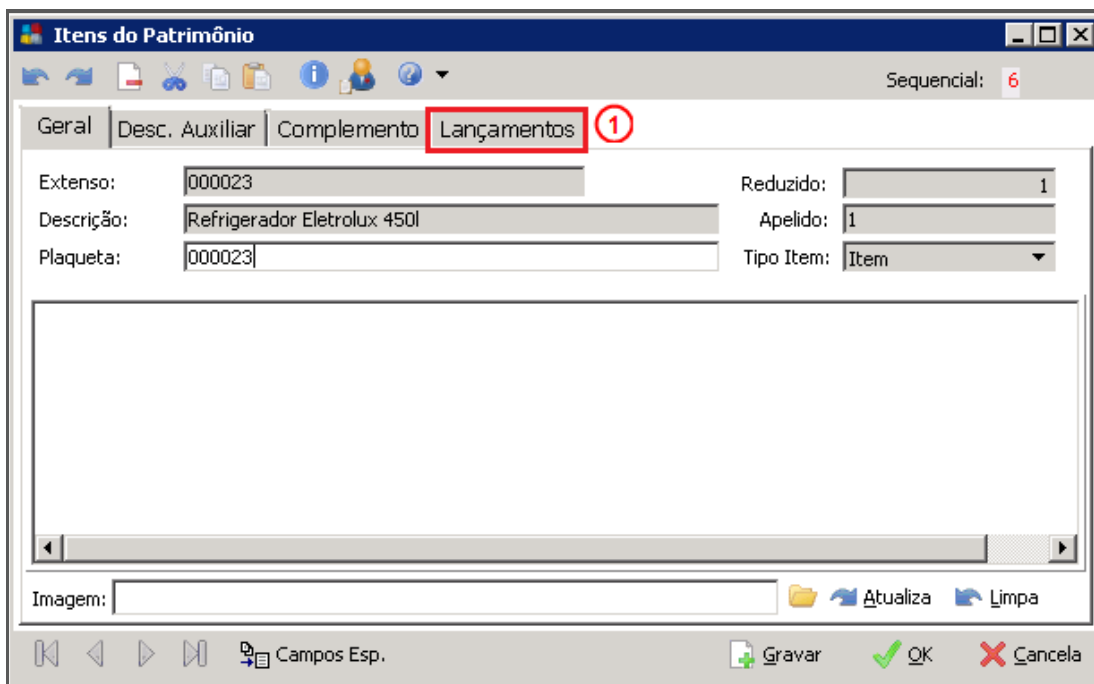 Itens do Patrimônio
Sequencial: 6
Geral Desc. Auxiliar Complemento Lançamentos 1
Extenso: 000023 Reduzido: 1
Descrição: Refrigerador Eletrolux 450l Apelido: 1
Plaqueta: 000023 Tipo Item: Item
Imagem: Atualiza Limpa
Campos Esp. Gravar OK Cancela